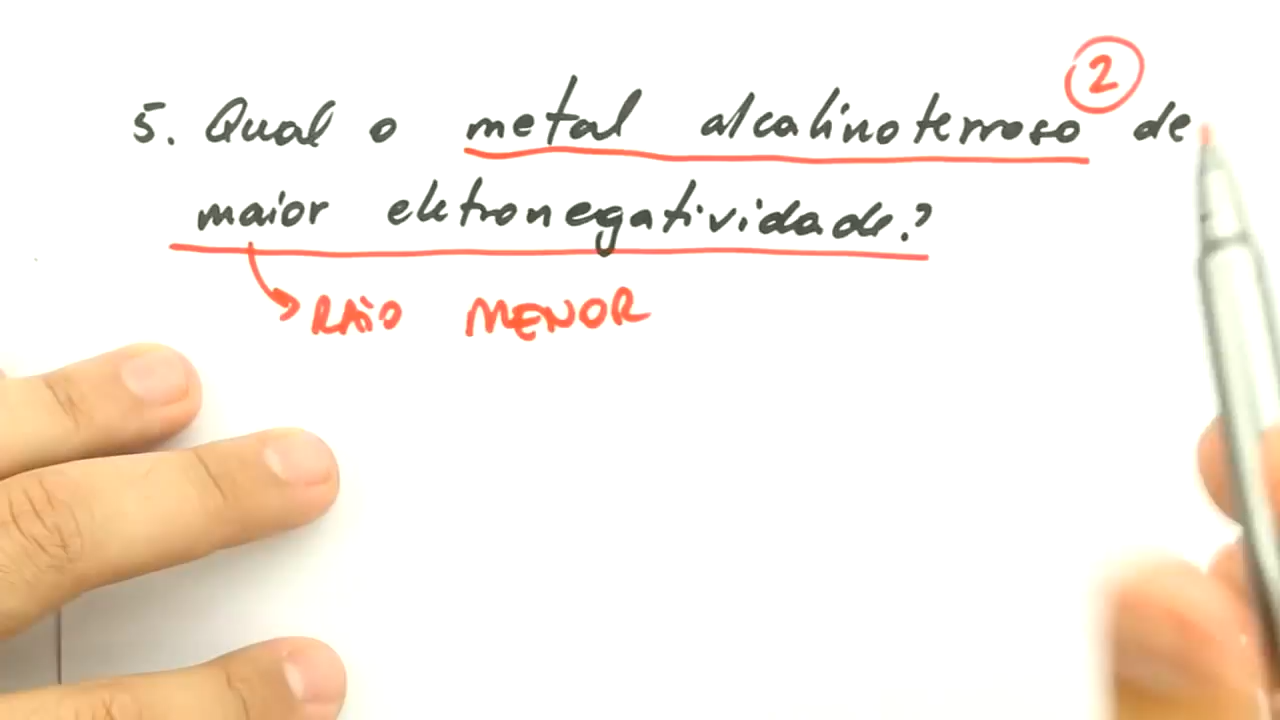 5. Qual o metal alcalinoterroso ② de
maior eletronegatividade?
RAIO MENOR